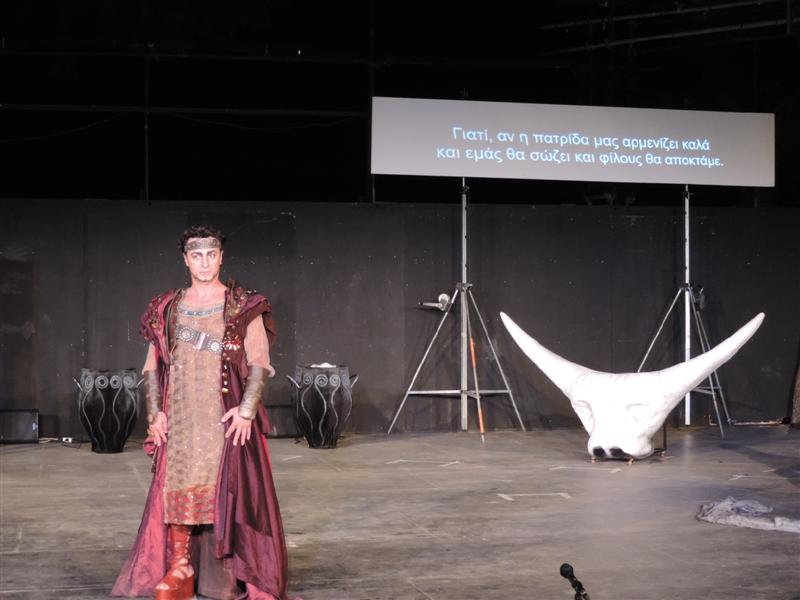 Γιατί, αν η πατρίδα μας αρμενίζει καλά
και εμάς θα σώζει και φίλους θα αποκτάμε.